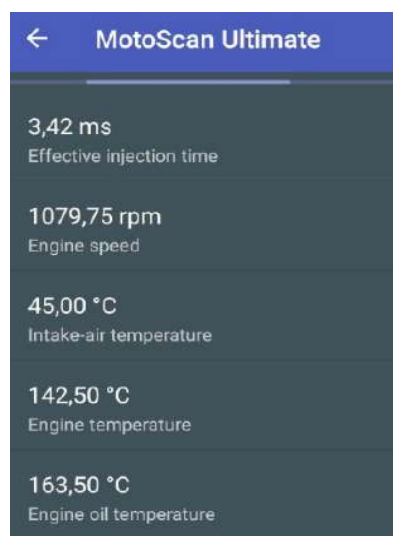 MotoScan Ultimate
3,42 ms
Effective injection time
1079,75 rpm
Engine speed
45,00 °C
Intake-air temperature
142,50 °C
Engine temperature
163,50 °C
Engine oil temperature